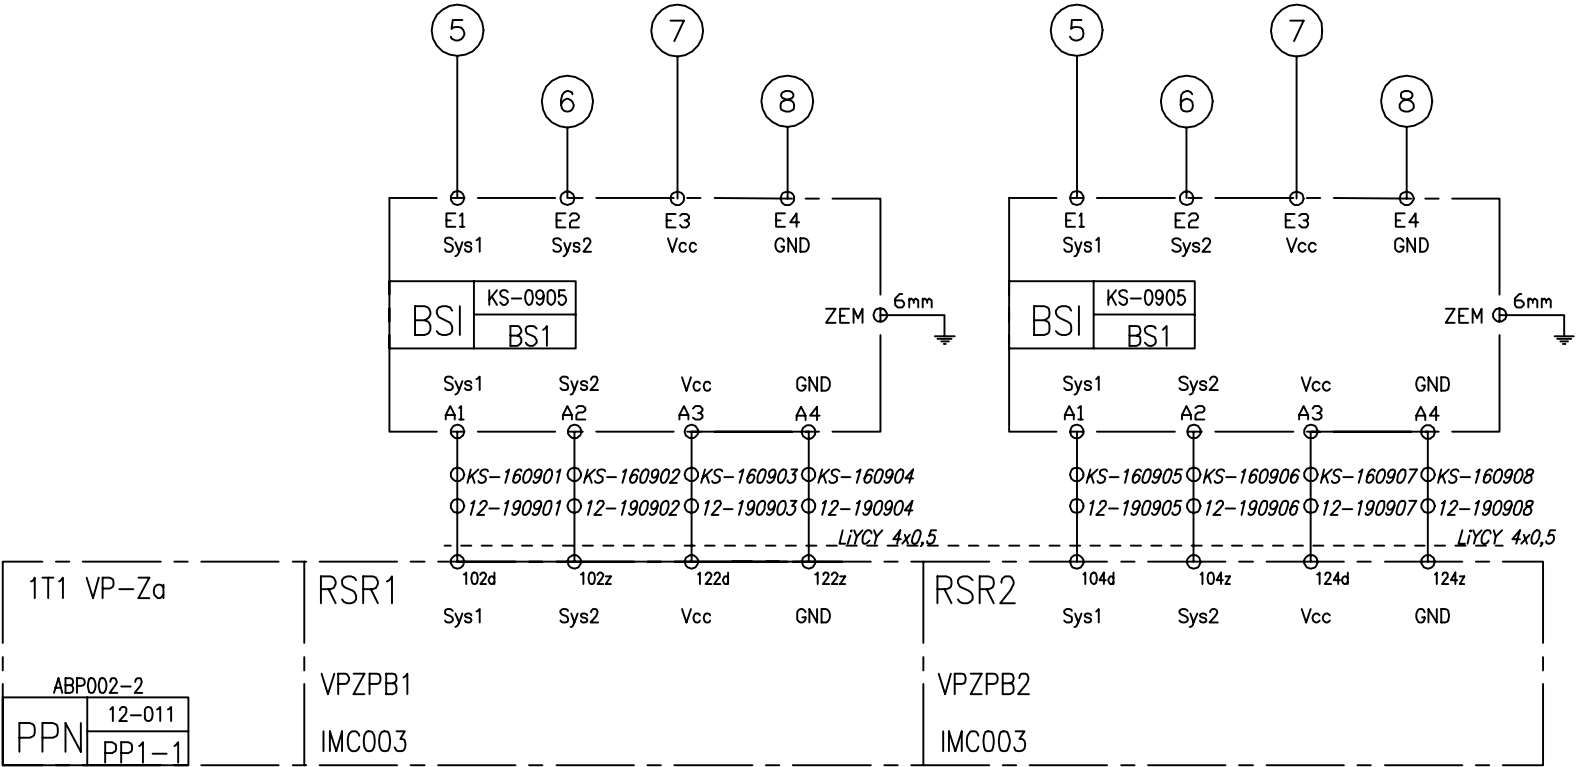 5 7 5 7
6 8 6 8
E1 E2 E3 E4 E1 E2 E3 E4
Sys1 Sys2 Vcc GND Sys1 Sys2 Vcc GND
BSI KS-0905 BSI KS-0905
ZEM 6mm ZEM 6mm
BS1 BS1
Sys1 Sys2 Vcc GND Sys1 Sys2 Vcc GND
A1 A2 A3 A4 A1 A2 A3 A4
KS-160901 KS-160902 KS-160903 KS-160904 KS-160905 KS-160906 KS-160907 KS-160908
12-190901 12-190902 12-190903 12-190904 12-190905 12-190906 12-190907 12-190908
LiYCY 4x0,5 LiYCY 4x0,5
102d 102z 122d 122z 104d 104z 124d 124z
1T1 VP-Za RSR1 RSR2
Sys1 Sys2 Vcc GND Sys1 Sys2 Vcc GND
ABP002-2 VPZPB1 VPZPB2
12-011
PPN PP1-1 IMC003 IMC003